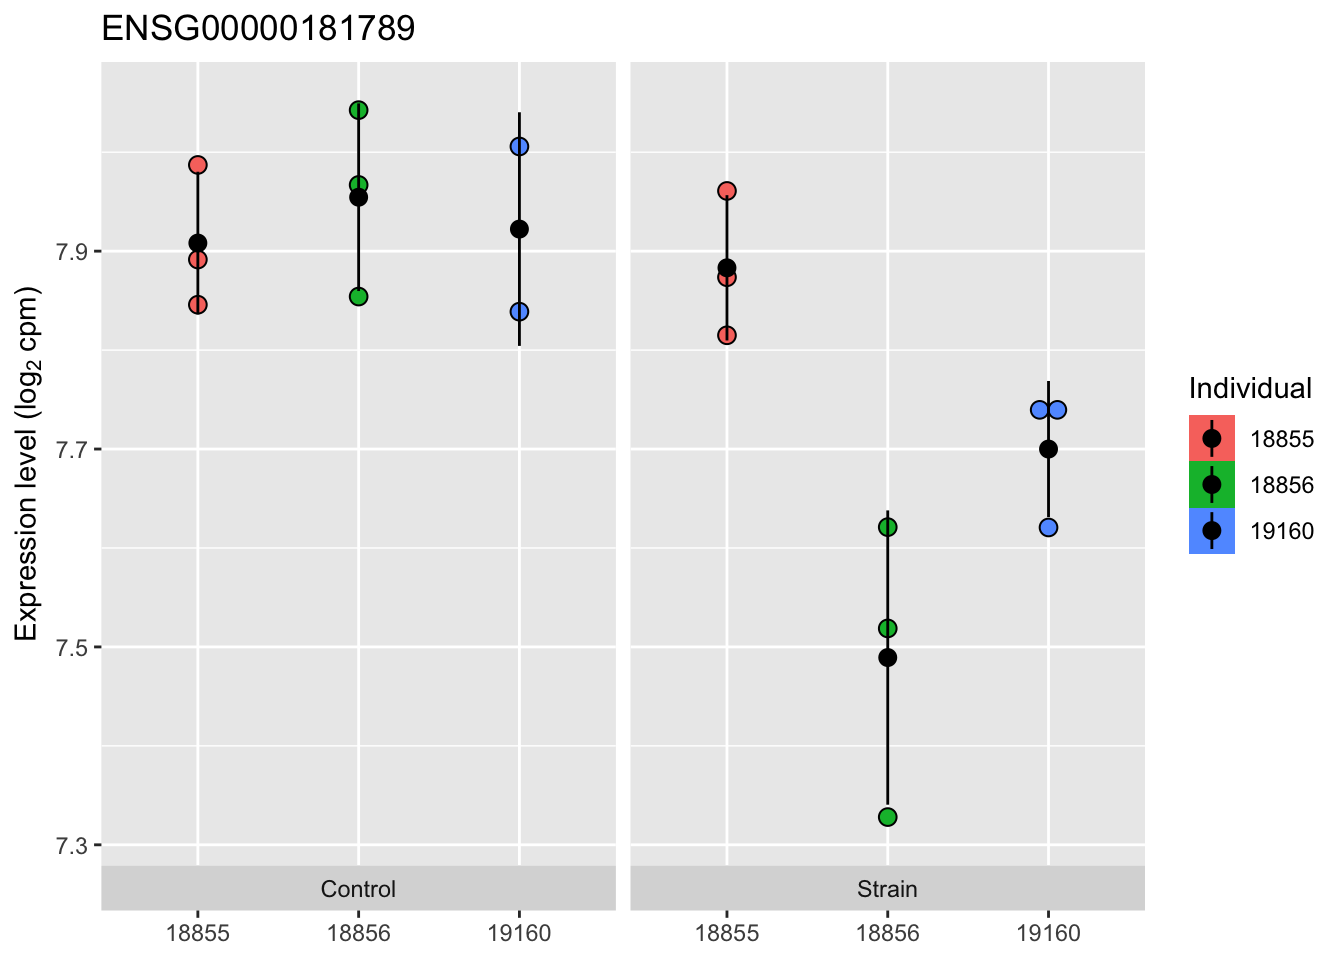 ENSG00000181789
Expression level (log₂ cpm)
7.9
7.7
7.5
7.3
Control
Strain
18855
18856
19160
18855
18856
19160
Individual
18855
18856
19160